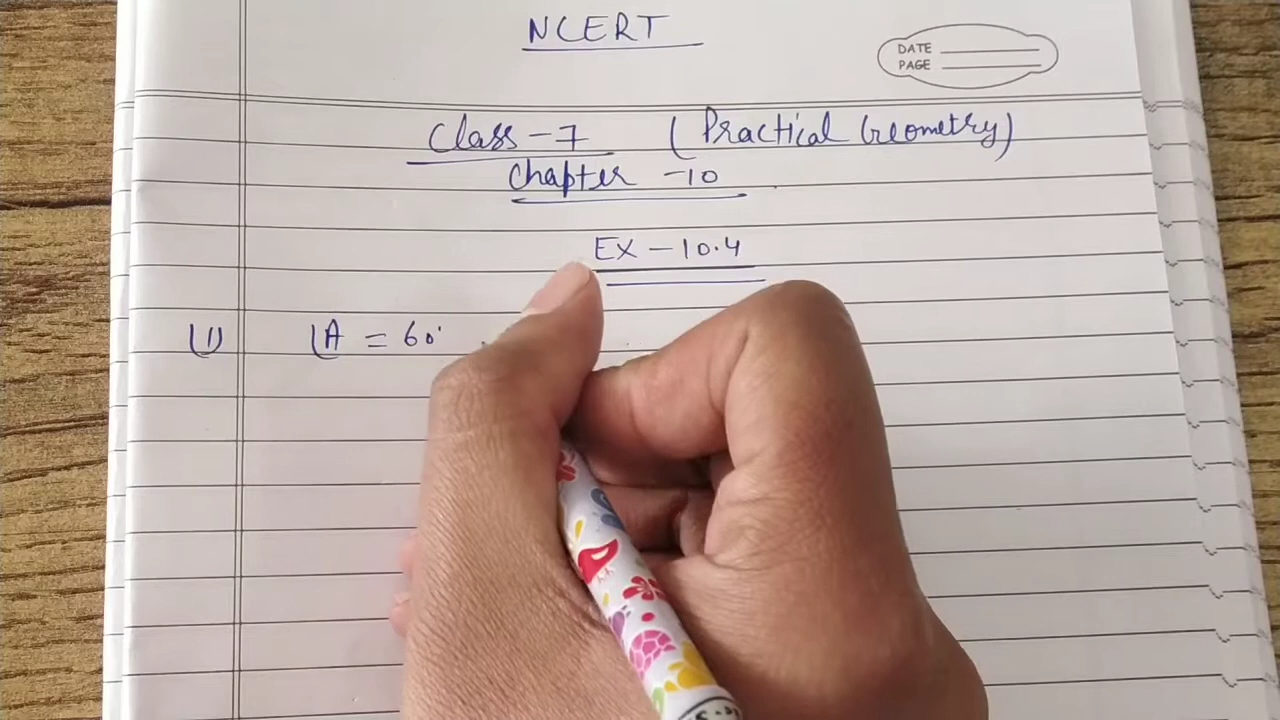 NCERT
DATE
PAGE
Class-7 (Practical Geometry)
Chapter-10
Ex-10.4
(1) ∠A = 60°